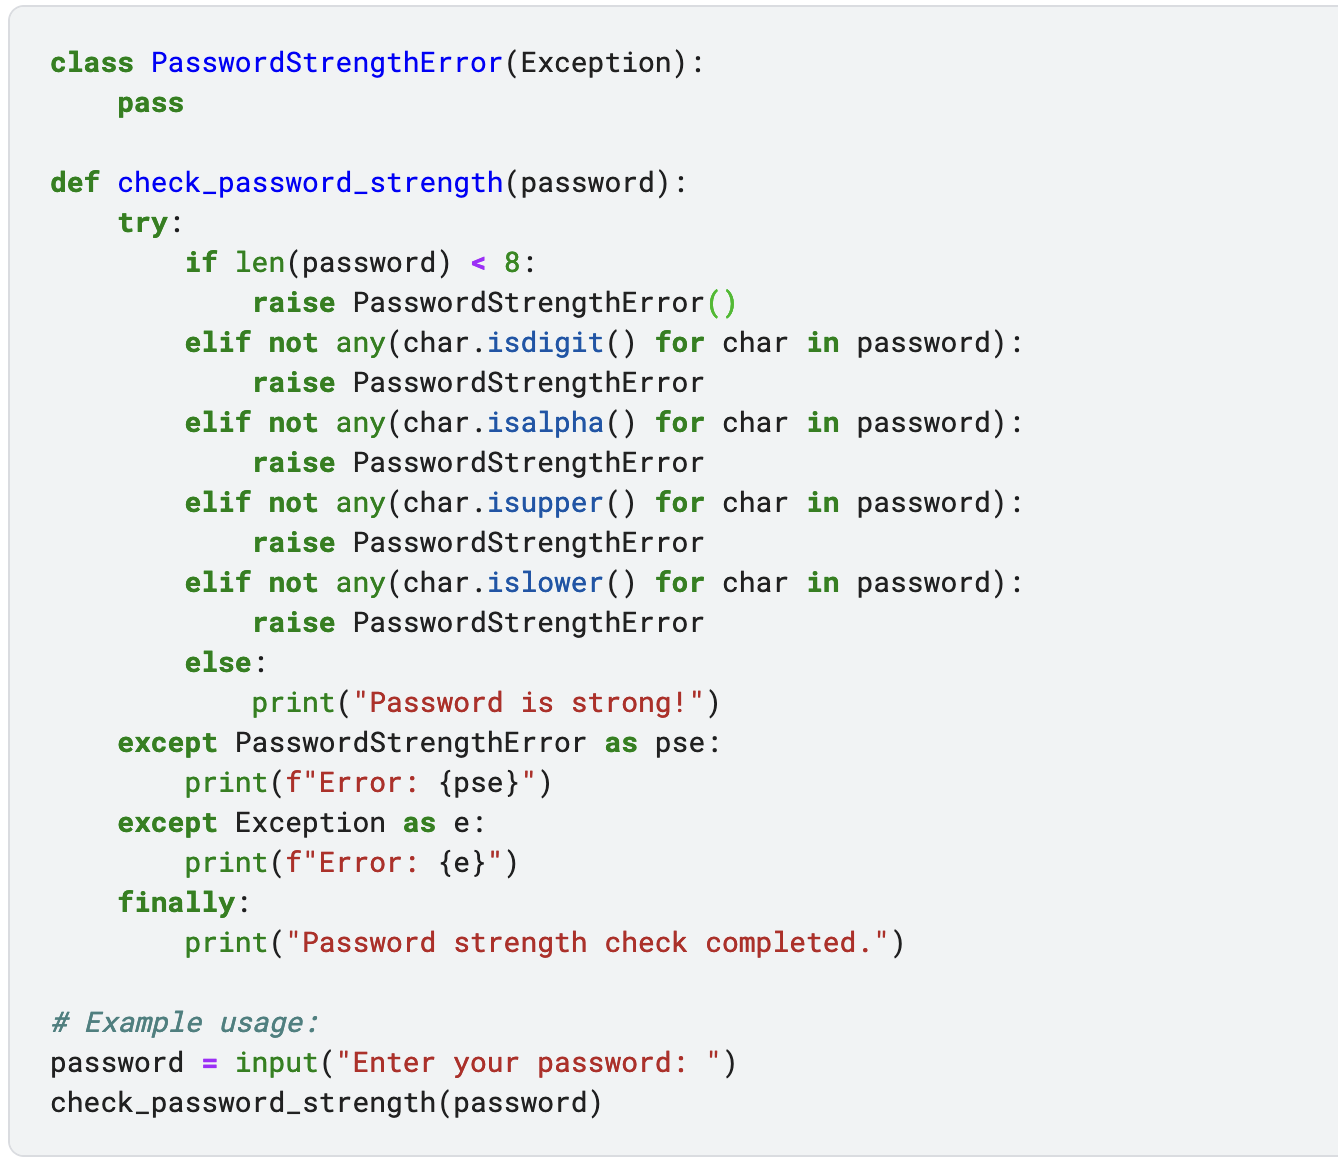 class PasswordStrengthError(Exception):
    pass

def check_password_strength(password):
    try:
        if len(password) < 8:
            raise PasswordStrengthError()
        elif not any(char.isdigit() for char in password):
            raise PasswordStrengthError
        elif not any(char.isalpha() for char in password):
            raise PasswordStrengthError
        elif not any(char.isupper() for char in password):
            raise PasswordStrengthError
        elif not any(char.islower() for char in password):
            raise PasswordStrengthError
        else:
            print("Password is strong!")
    except PasswordStrengthError as pse:
        print(f"Error: {pse}")
    except Exception as e:
        print(f"Error: {e}")
    finally:
        print("Password strength check completed.")

# Example usage:
password = input("Enter your password: ")
check_password_strength(password)